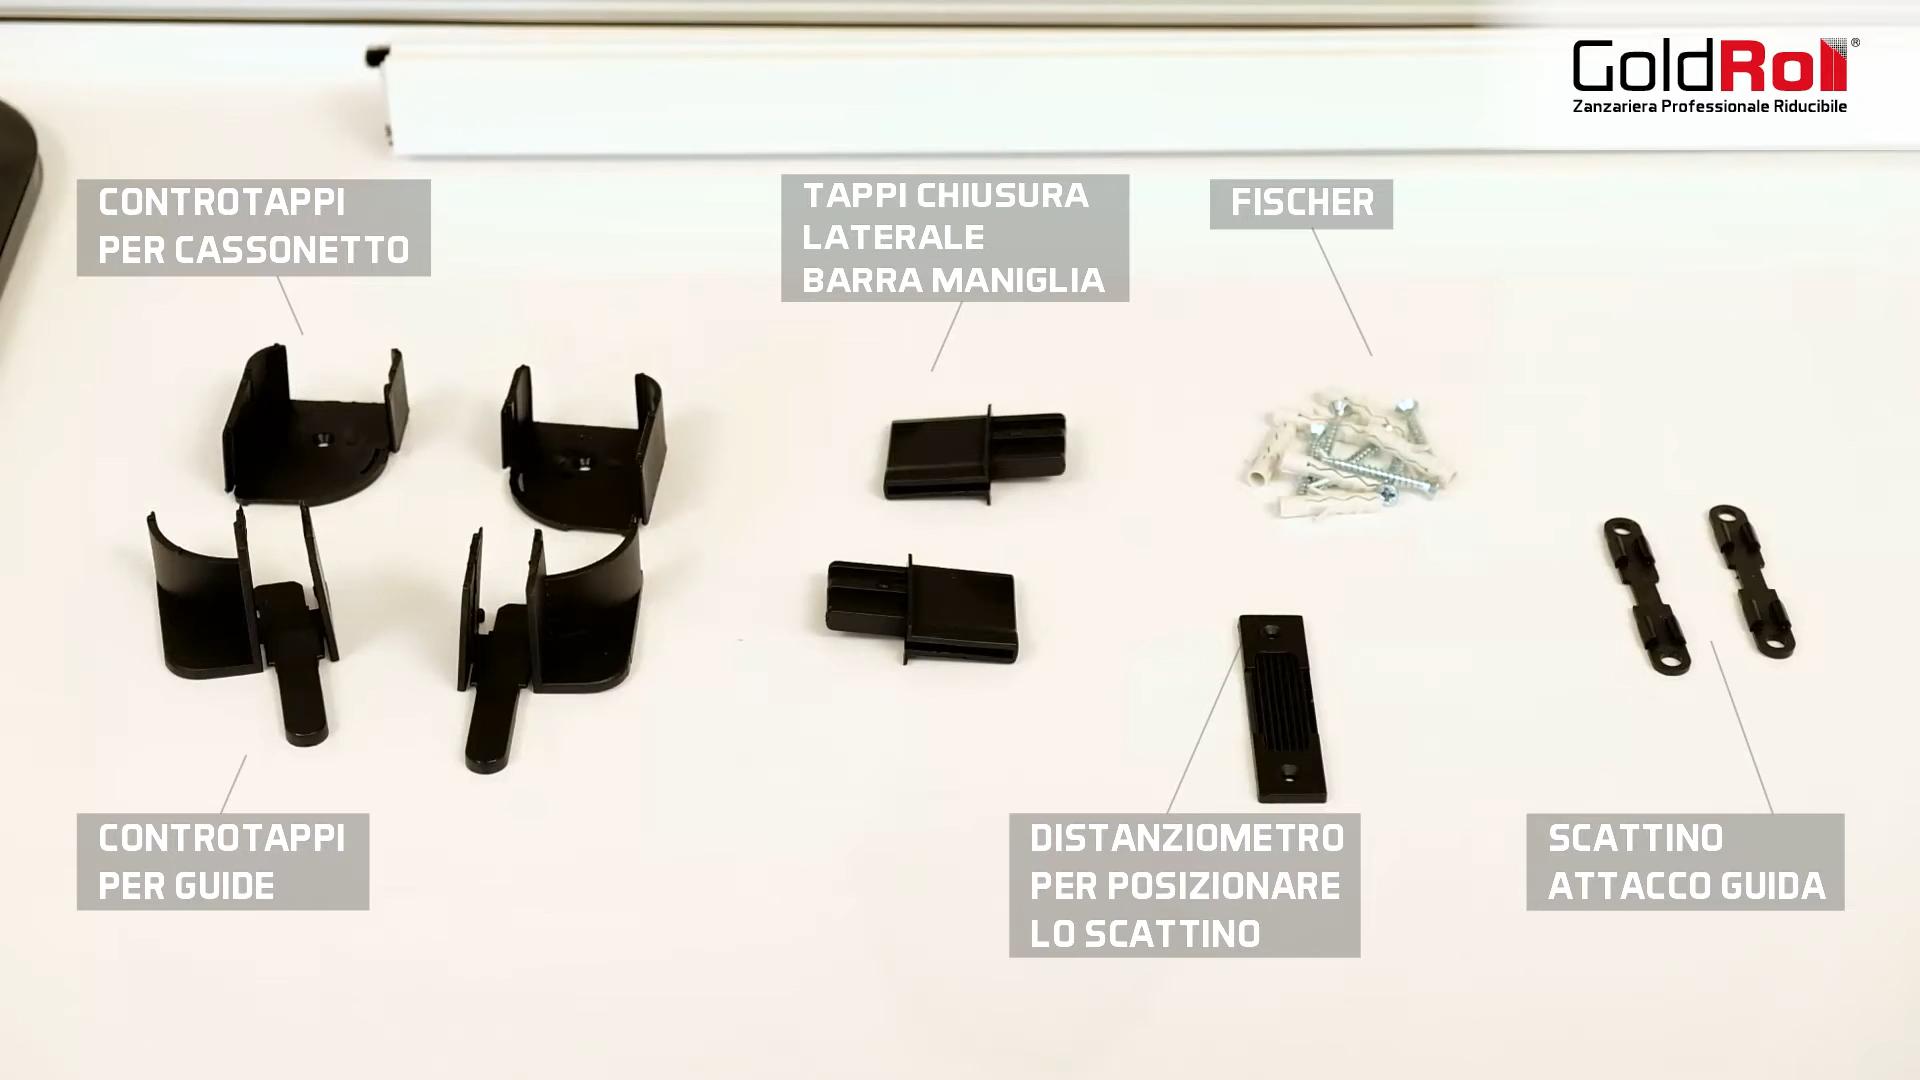 GoldRoll®
Zanzariera Professionale Riducibile
CONTROTAPPI
PER CASSONETTO
TAPPI CHIUSURA
LATERALE
BARRA MANIGLIA
FISCHER
CONTROTAPPI
PER GUIDE
DISTANZIOMETRO
PER POSIZIONARE
LO SCATTINO
SCATTINO
ATTACCO GUIDA